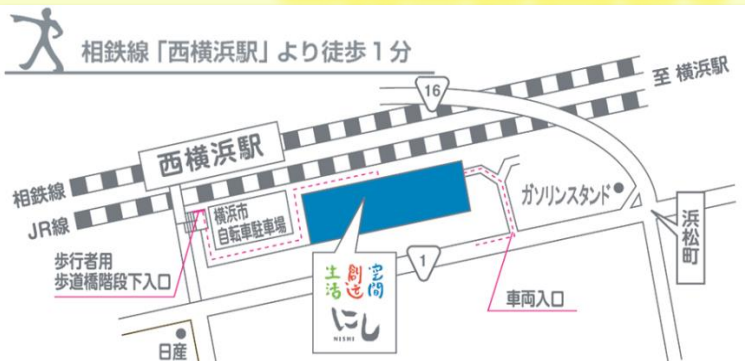 相鉄線「西横浜駅」より徒歩1分
16
至 横浜駅
西横浜駅
相鉄線
JR線
横浜市
自転車駐車場
ガソリンスタンド
浜松町
歩行者用
歩道橋階段下入口
1
車両入口
生活
創造
空間
にし
NISHI
日産